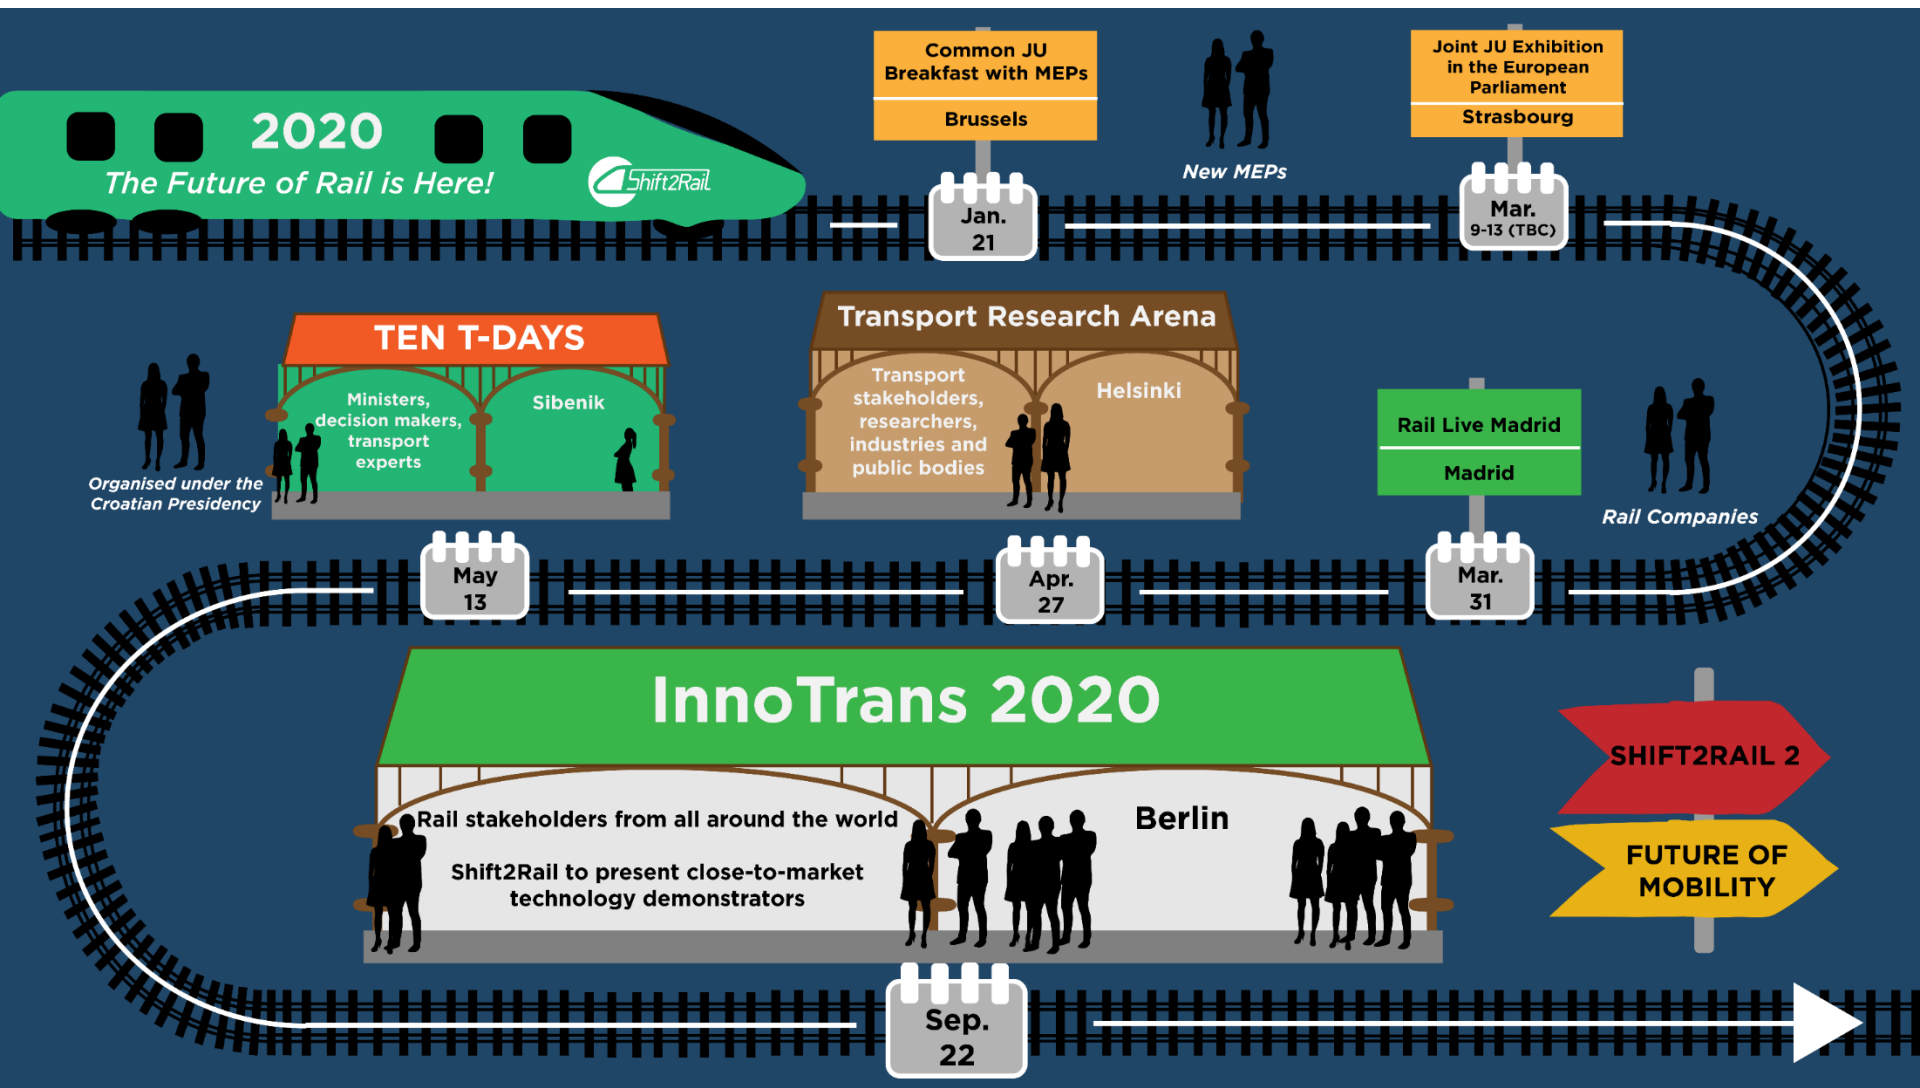 2020
The Future of Rail is Here!
Shift2Rail
Common JU
Breakfast with MEPs
Brussels
Jan.
21
New MEPs
Joint JU Exhibition
in the European
Parliament
Strasbourg
Mar.
9-13 (TBC)
Rail Live Madrid
Madrid
Rail Companies
Mar.
31
Transport Research Arena
Transport
stakeholders,
researchers,
industries and
public bodies
Helsinki
Apr.
27
TEN T-DAYS
Ministers,
decision makers,
transport
experts
Sibenik
Organised under the
Croatian Presidency
May
13
InnoTrans 2020
Rail stakeholders from all around the world
Shift2Rail to present close-to-market
technology demonstrators
Berlin
Sep.
22
SHIFT2RAIL 2
FUTURE OF
MOBILITY